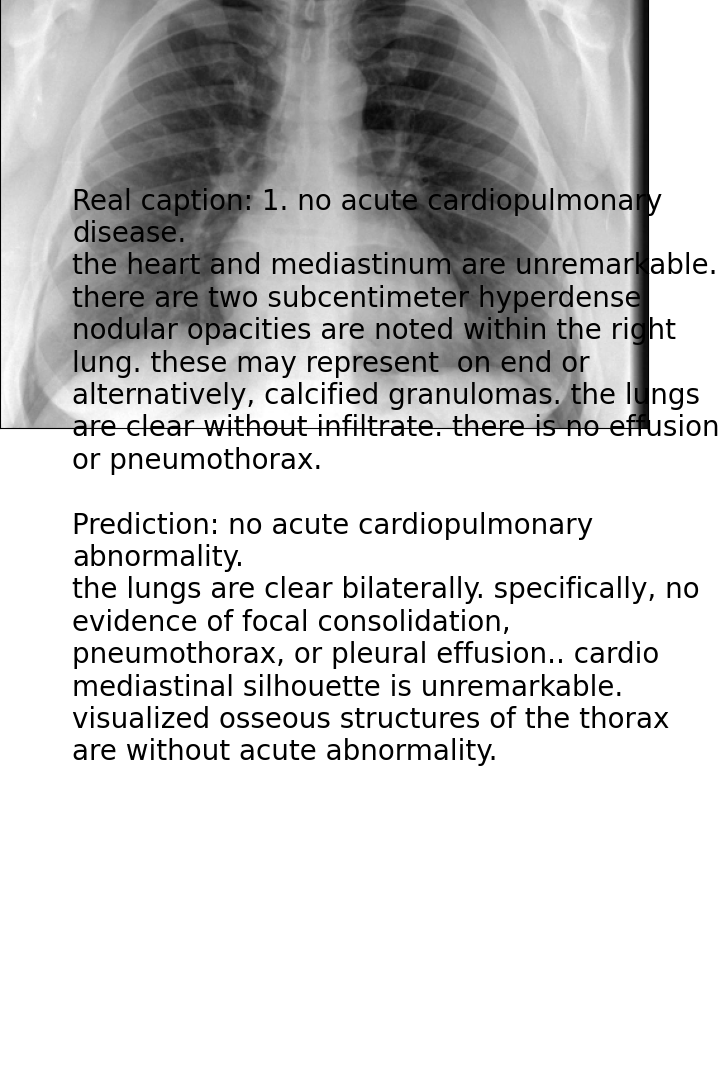 Real caption: 1. no acute cardiopulmonary
disease.
the heart and mediastinum are unremarkable.
there are two subcentimeter hyperdense
nodular opacities are noted within the right
lung. these may represent  on end or
alternatively, calcified granulomas. the lungs
are clear without infiltrate. there is no effusion
or pneumothorax.

Prediction: no acute cardiopulmonary
abnormality.
the lungs are clear bilaterally. specifically, no
evidence of focal consolidation,
pneumothorax, or pleural effusion.. cardio
mediastinal silhouette is unremarkable.
visualized osseous structures of the thorax
are without acute abnormality.